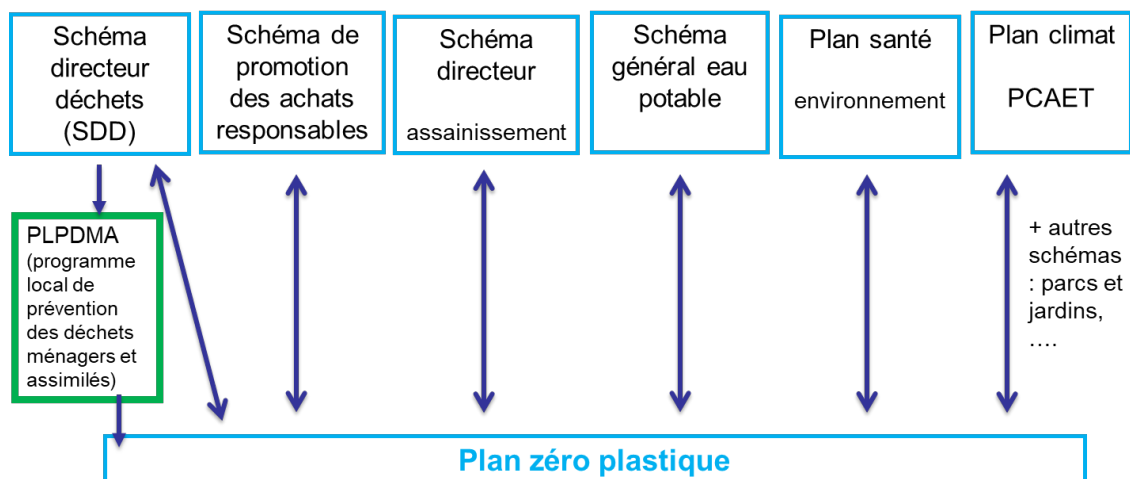 Schéma
directeur
déchets
(SDD)
Schéma de
promotion
des achats
responsables
Schéma
directeur
assainissement
Schéma
général eau
potable
Plan santé
environnement
Plan climat
PCAET
PLPDMA
(programme
local de
prévention
des déchets
ménagers et
assimilés)
+ autres
schémas
: parcs et
jardins,
….
Plan zéro plastique